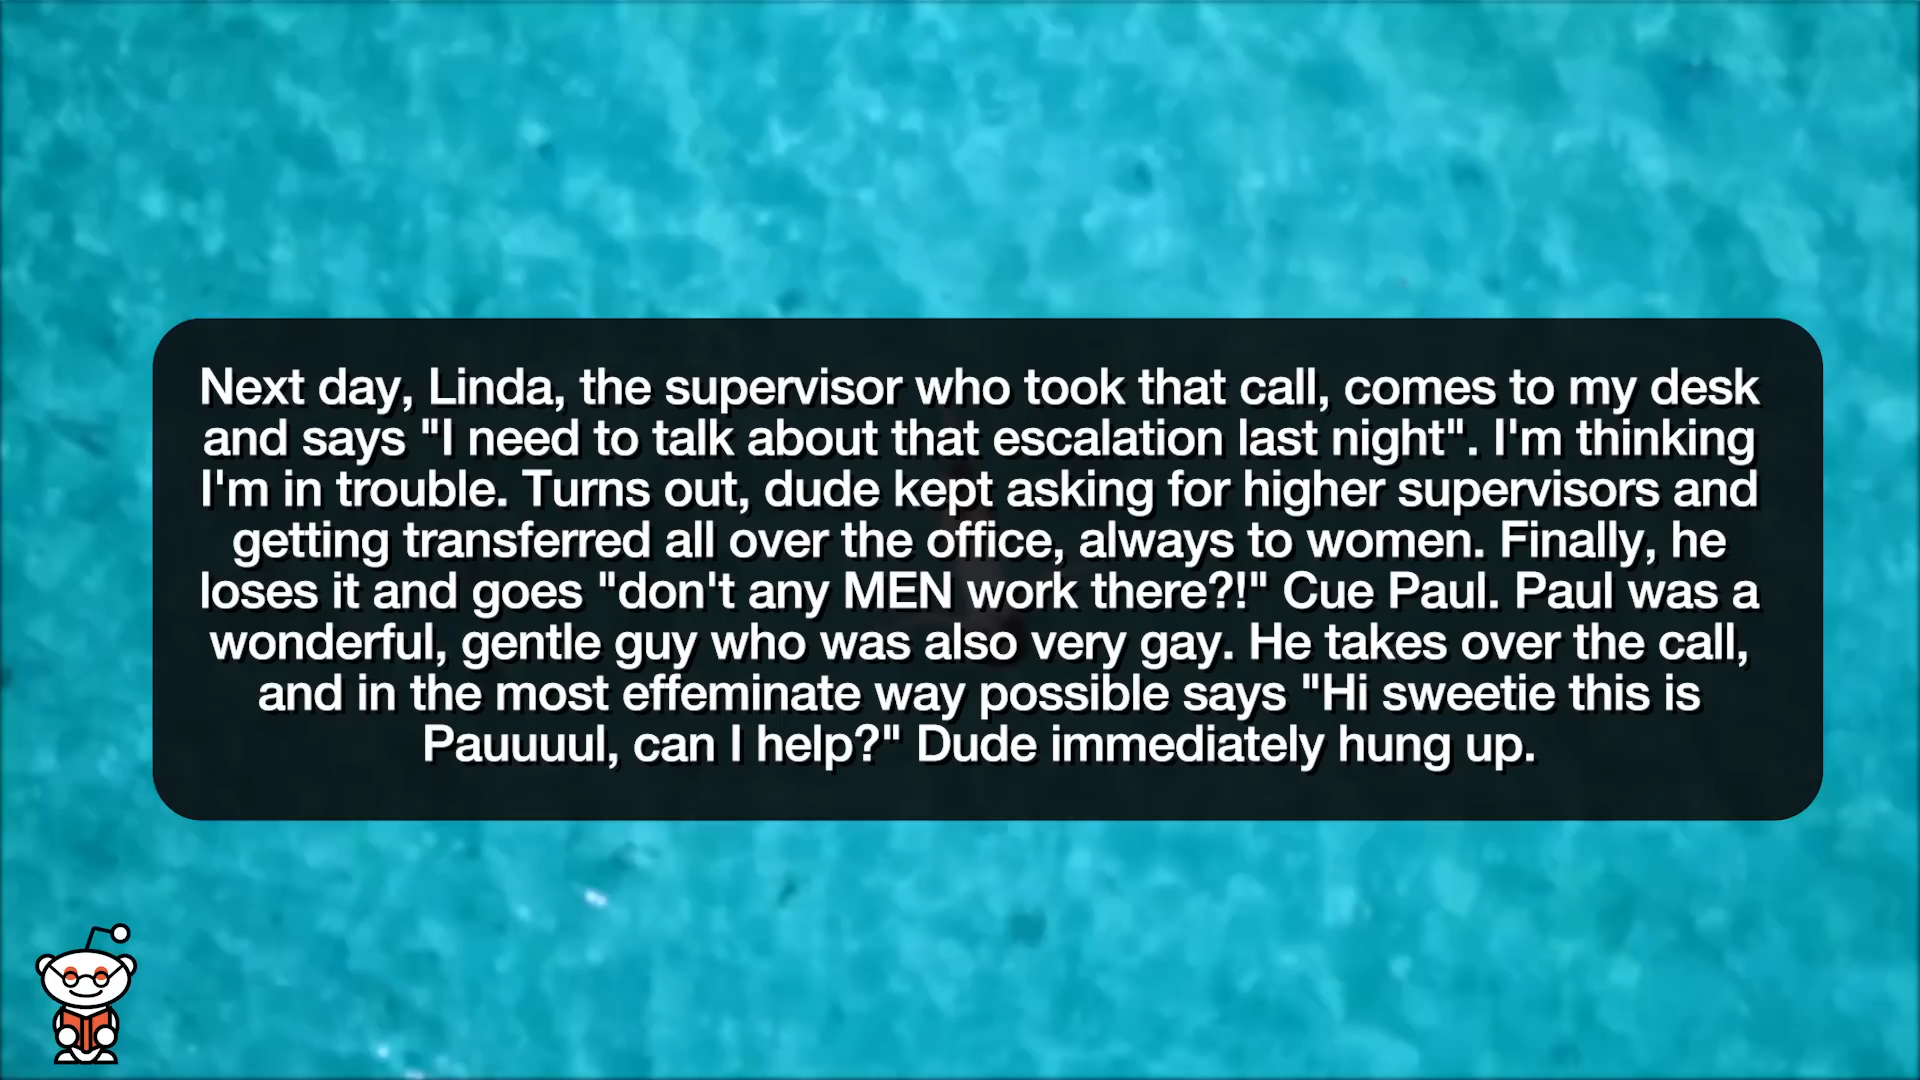 Next day, Linda, the supervisor who took that call, comes to my desk
and says "I need to talk about that escalation last night". I'm thinking
I'm in trouble. Turns out, dude kept asking for higher supervisors and
getting transferred all over the office, always to women. Finally, he
loses it and goes "don't any MEN work there?!" Cue Paul. Paul was a
wonderful, gentle guy who was also very gay. He takes over the call,
and in the most effeminate way possible says "Hi sweetie this is
Pauuuuul, can I help?" Dude immediately hung up.